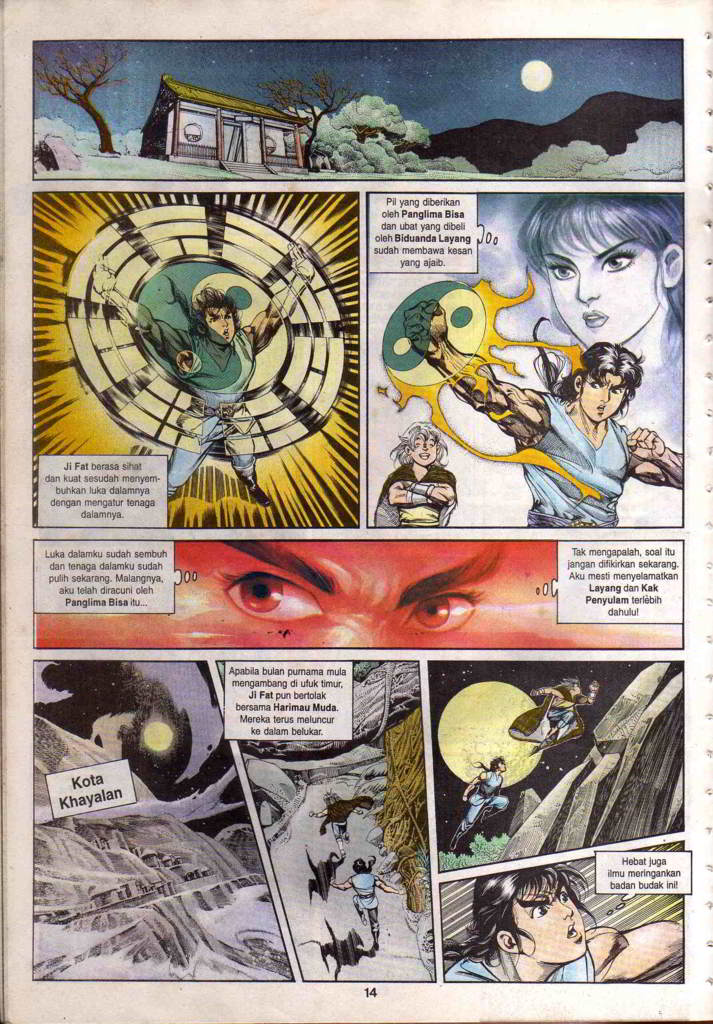 Pil yang diberikan
oleh Panglima Bisa
dan ubat yang dibeli
oleh Biduanda Layang
sudah membawa kesan
yang ajaib.
Ji Fat berasa sihat
dan kuat sesudah menyem-
buhkan luka dalamnya
dengan mengatur tenaga
dalamnya.
Luka dalamku sudah sembuh
dan tenaga dalamku sudah
pulih sekarang. Malangnya,
aku telah diracuni oleh
Panglima Bisa itu...
Tak mengapalah, soal itu
jangan difikirkan sekarang.
Aku mesti menyelamatkan
Layang dan Kak
Penyulam terlebih
dahulu!
Kota
Khayalan
Apabila bulan purnama mula
mengambang di ufuk timur,
Ji Fat pun bertolak
bersama Harimau Muda.
Mereka terus meluncur
ke dalam belukar.
Hebat juga
ilmu meringankan
badan budak ini!
14